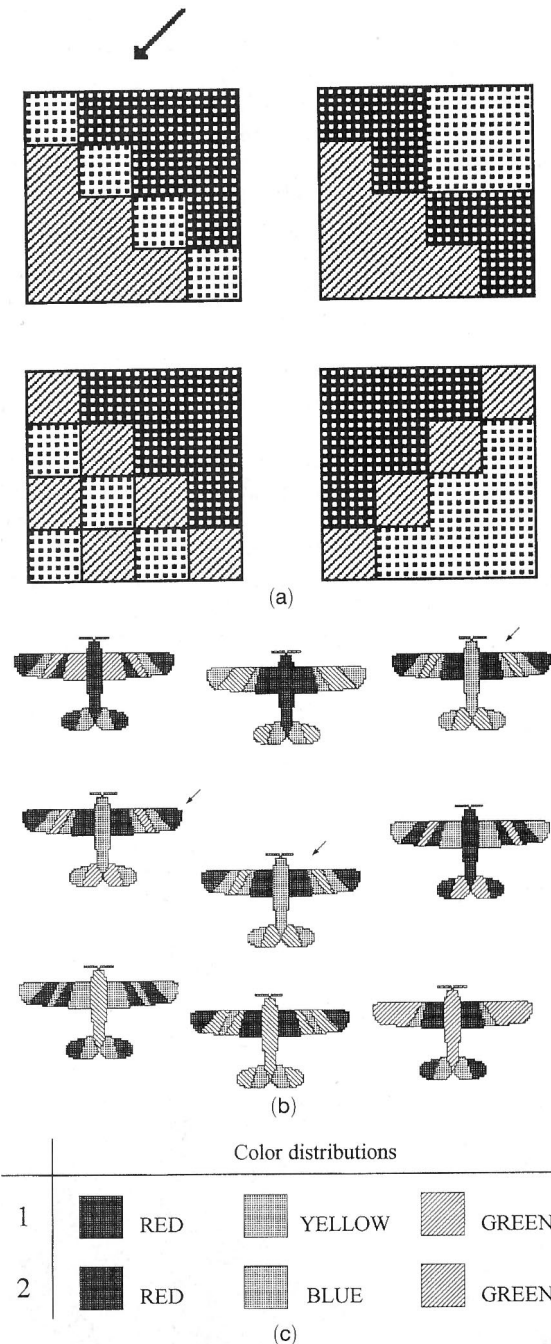 (a)
(b)
Color distributions
1 RED YELLOW GREEN
2 RED BLUE GREEN
(c)